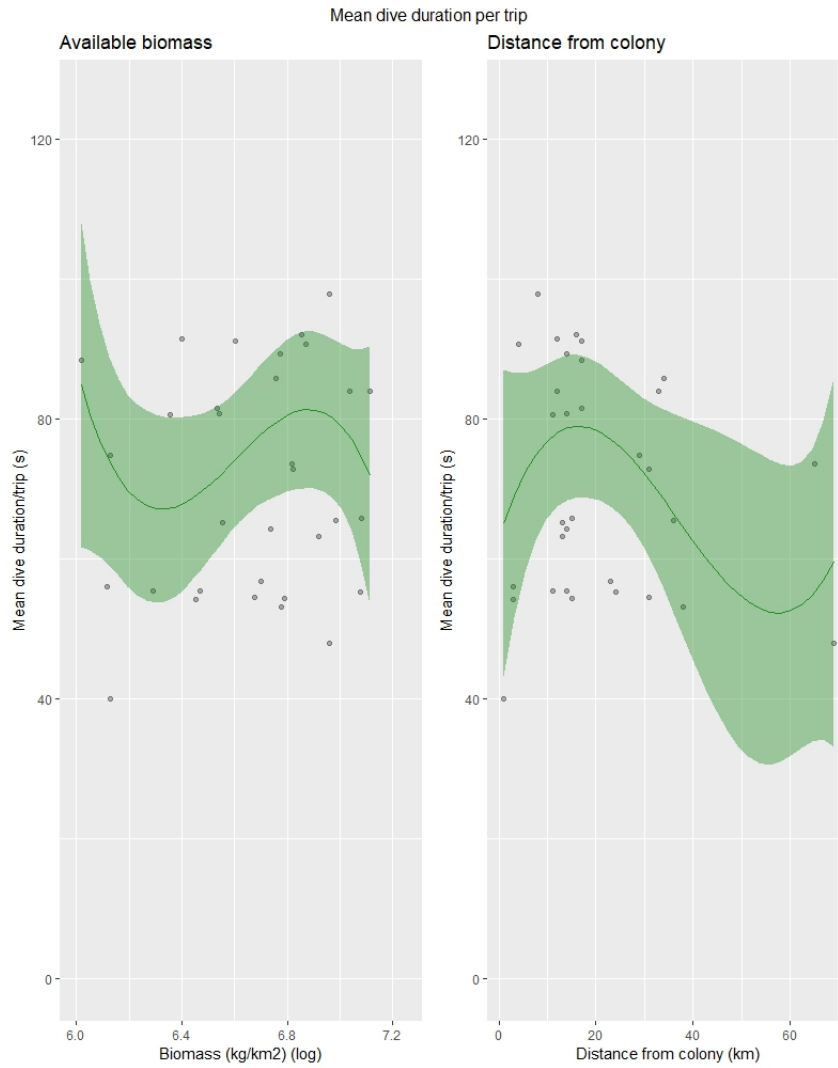 Mean dive duration per trip
Available biomass
Mean dive duration/trip (s)
120
80
40
0
6.0 6.4 6.8 7.2
Biomass (kg/km2) (log)
Distance from colony
Mean dive duration/trip (s)
120
80
40
0
0 20 40 60
Distance from colony (km)